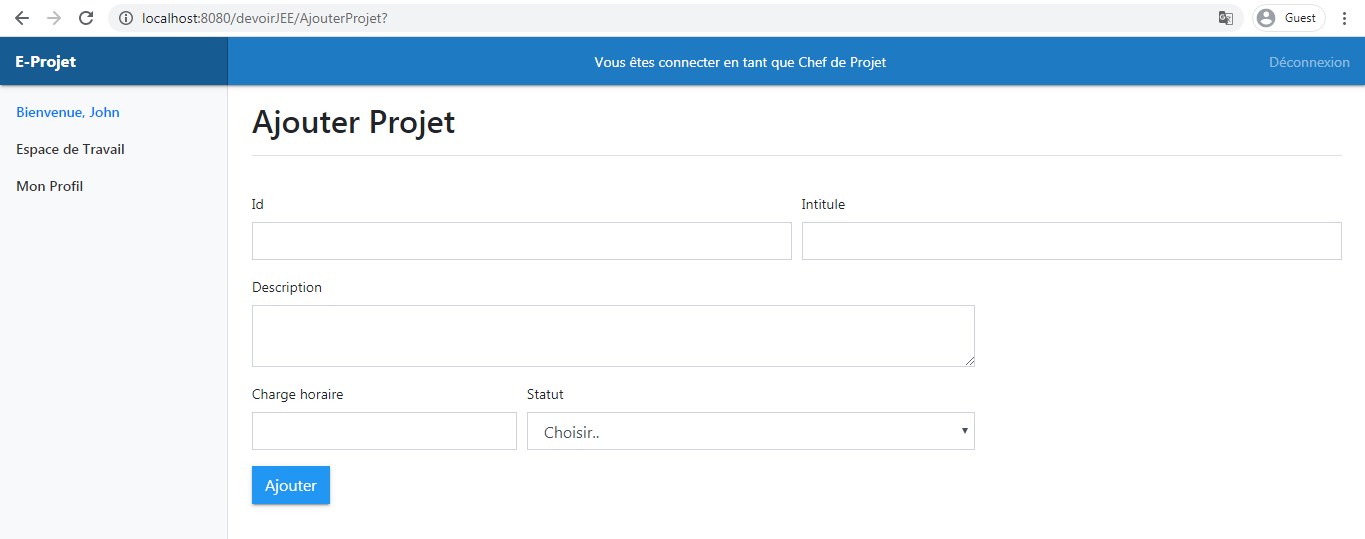 localhost:8080/devoirJEE/AjouterProjet?
Guest
E-Projet
Vous êtes connecter en tant que Chef de Projet
Déconnexion
Bienvenue, John
Espace de Travail
Mon Profil
Ajouter Projet
Id
Intitule
Description
Charge horaire
Statut
Choisir..
Ajouter